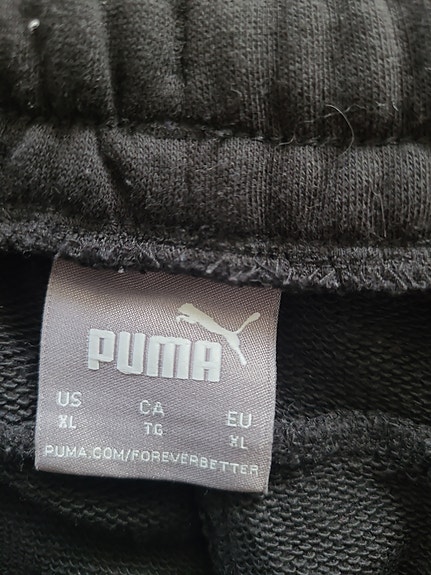 PUMA
US CA EU
XL TG XL
PUMA.COM/FOREVERBETTER